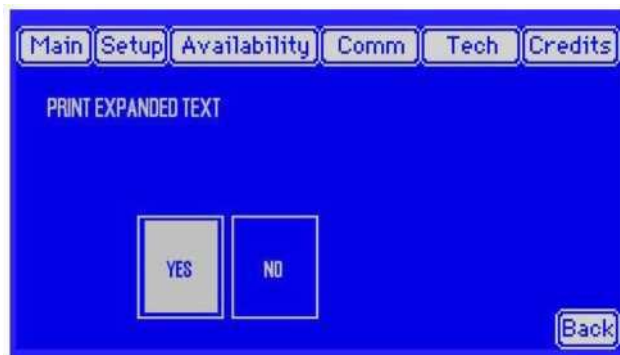 Main Setup Availability Comm Tech Credits
PRINT EXPANDED TEXT
YES NO
Back